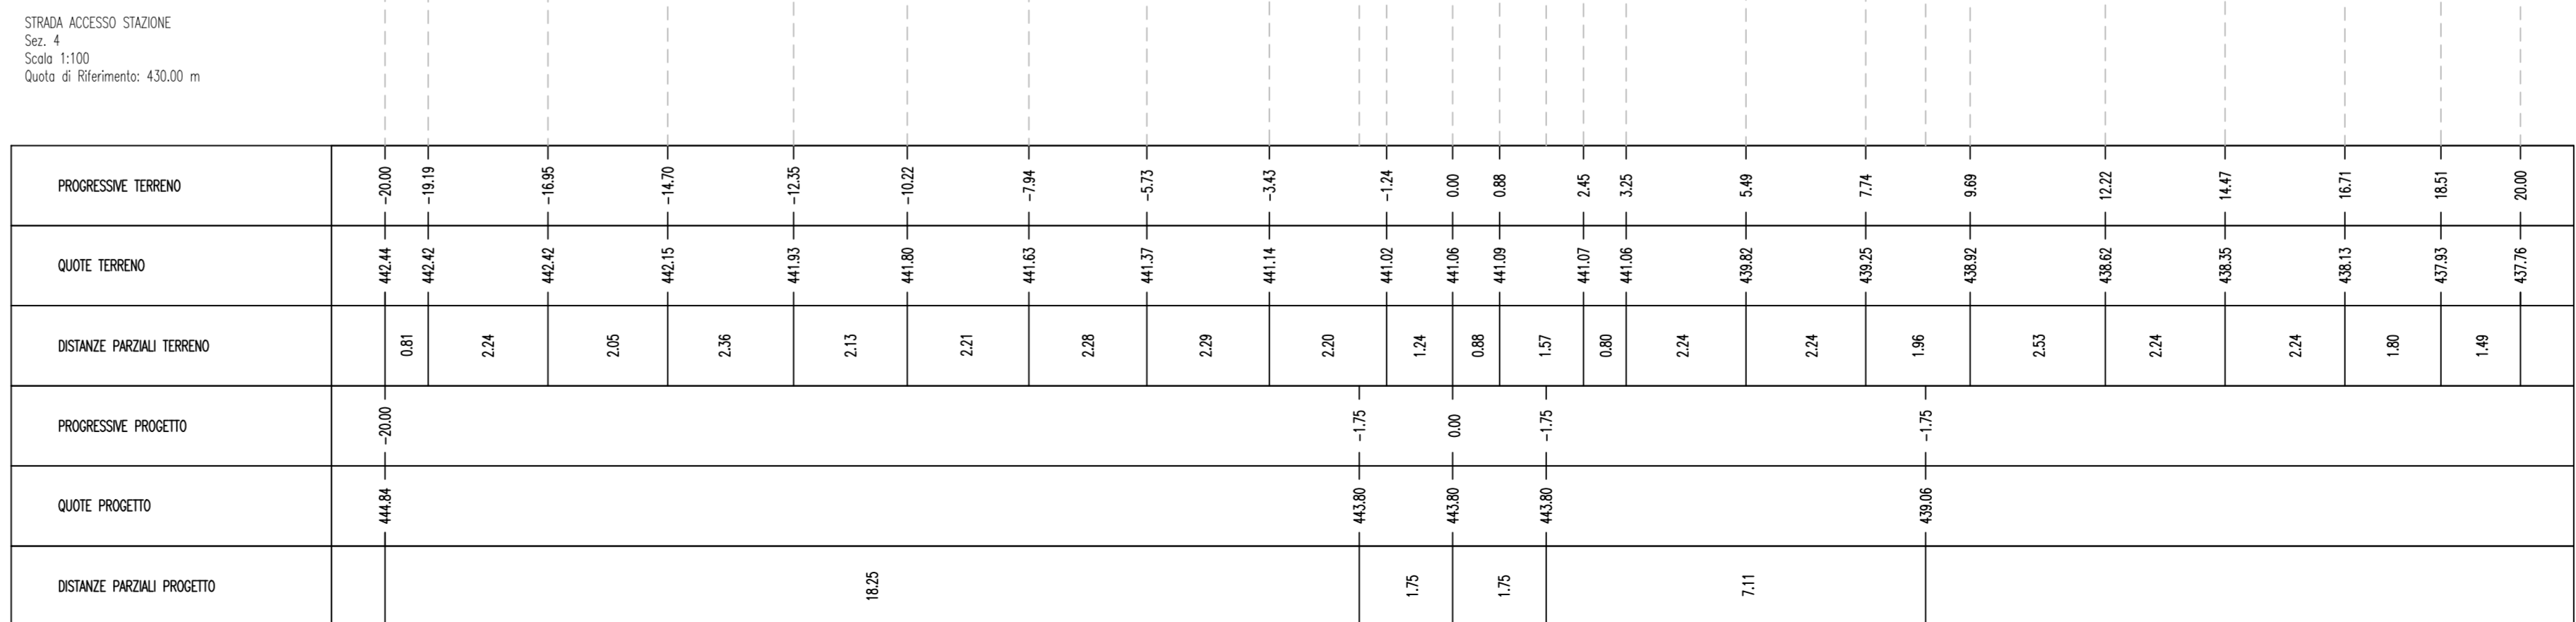 STRADA ACCESSO STAZIONE
Sez. 4
Scala 1:100
Quota di Riferimento: 430.00 m
PROGRESSIVE TERRENO -20.00 -19.19 -16.95 -14.70 -12.35 -10.22 -7.94 -5.73 -3.43 -1.24 0.00 0.88 2.45 3.25 5.49 7.74 9.69 12.22 14.47 16.71 18.51 20.00
QUOTE TERRENO 442.44 442.42 442.42 442.15 441.93 441.80 441.63 441.37 441.14 441.02 441.06 441.09 441.07 441.06 439.82 439.25 438.92 438.62 438.35 438.13 437.93 437.76
DISTANZE PARZIALI TERRENO 0.81 2.24 2.05 2.36 2.13 2.21 2.28 2.29 2.20 1.24 0.88 1.57 0.80 2.24 2.24 1.96 2.53 2.24 2.24 1.80 1.49
PROGRESSIVE PROGETTO -20.00 -1.75 0.00 -1.75 -1.75
QUOTE PROGETTO 444.84 443.80 443.80 443.80 439.06
DISTANZE PARZIALI PROGETTO 18.25 1.75 1.75 7.11